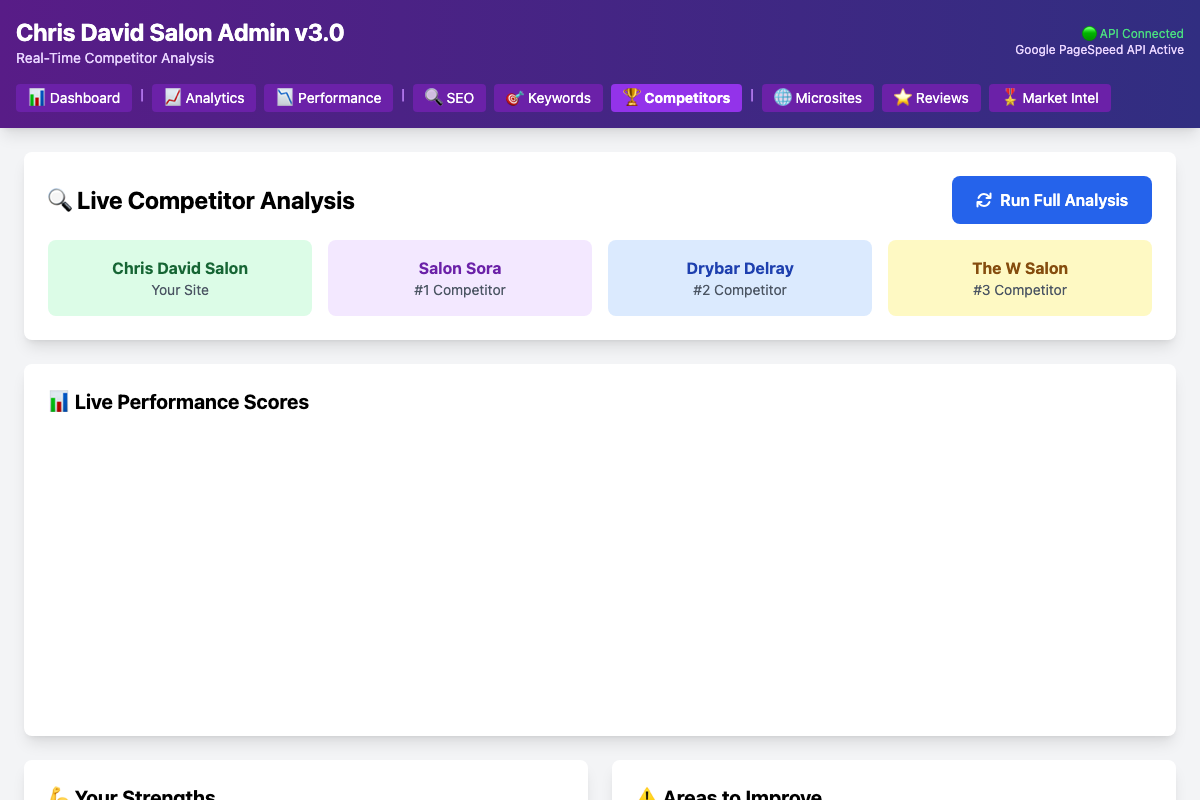 Chris David Salon Admin v3.0
Real-Time Competitor Analysis
API Connected
Google PageSpeed API Active
Dashboard | Analytics Performance | SEO Keywords Competitors | Microsites Reviews Market Intel
Live Competitor Analysis
Run Full Analysis
Chris David Salon
Your Site
Salon Sora
#1 Competitor
Drybar Delray
#2 Competitor
The W Salon
#3 Competitor
Live Performance Scores
Your Strengths
Areas to Improve